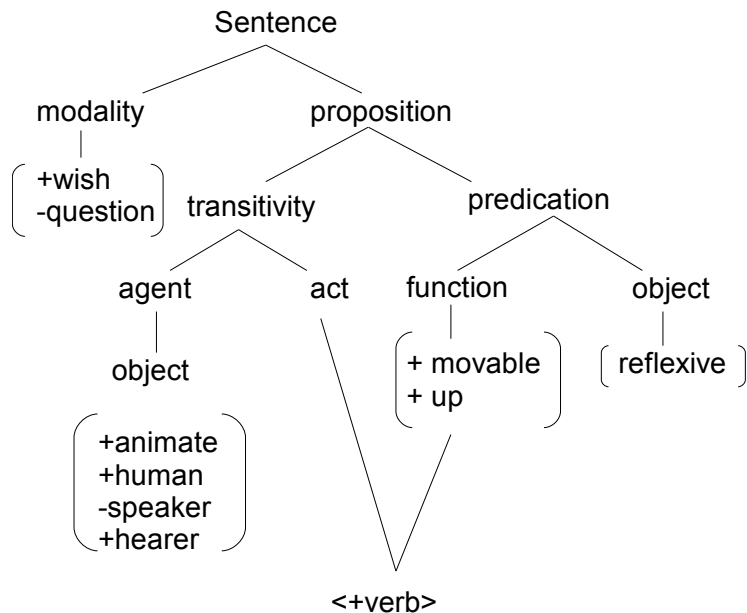 Sentence
modality proposition
+wish
-question
transitivity predication
agent act function object
object
+ movable
+ up
reflexive
+animate
+human
-speaker
+hearer
<+verb>